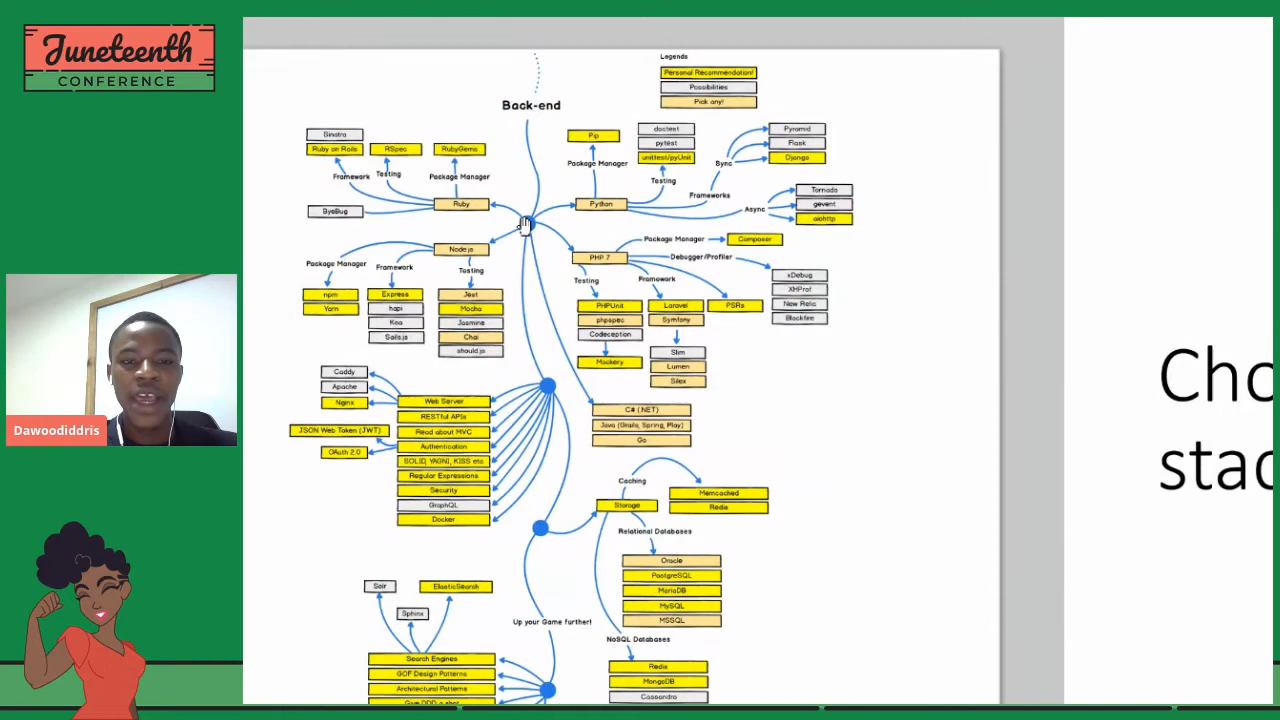 Juneteenth
CONFERENCE
Dawoodiddris
Back-end
Legends
Personal Recommendation!
Possibilities
Pick any!
Sinatra
Ruby on Rails
RSpec
RubyGems
Framework
Testing
Package Manager
Ruby
ByeBug
Pip
Package Manager
doctest
pytest
unittest/pyUnit
Testing
Python
Pyramid
Flask
Django
Sync
Frameworks
Async
Tornado
gevent
aiohttp
Node.js
Package Manager
Framework
Testing
npm
Yarn
Express
hapi
Koa
Sails.js
Jest
Mocha
Jasmine
Chai
should.js
PHP 7
Package Manager
Composer
Debugger/Profiler
xDebug
XHProf
New Relic
Blackfire
Testing
Framework
PHPUnit
phpspec
Codeception
Mockery
Laravel
Symfony
PSRs
Slim
Lumen
Silex
C# (.NET)
Java (Grails, Spring, Play)
Go
Caddy
Apache
Nginx
JSON Web Token (JWT)
OAuth 2.0
Web Server
RESTful APIs
Read about MVC
Authentication
SOLID, YAGNI, KISS etc
Regular Expressions
Security
GraphQL
Docker
Caching
Memcached
Redis
Storage
Relational Databases
Oracle
PostgreSQL
MariaDB
MySQL
MSSQL
NoSQL Databases
Redis
MongoDB
Cassandra
Up your Game further!
Solr
ElasticSearch
Sphinx
Search Engines
GOF Design Patterns
Architectural Patterns
Give DDD a shot
Cho
stac